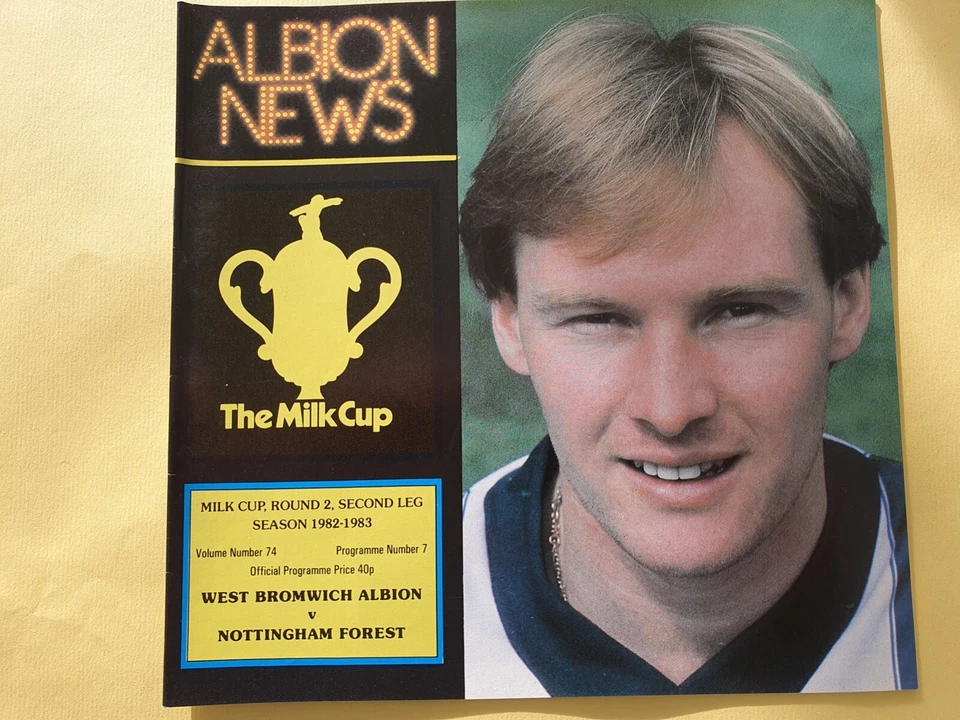 ALBION
NEWS
The Milk Cup
MILK CUP, ROUND 2, SECOND LEG
SEASON 1982-1983
Volume Number 74 Programme Number 7
Official Programme Price 40p
WEST BROMWICH ALBION
v
NOTTINGHAM FOREST